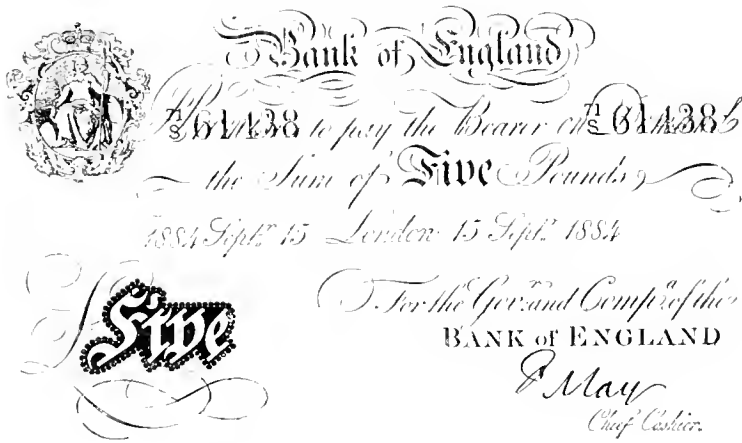 Bank of England
Promise to pay the Bearer on Demand
71/S 61438 71/S 61438
the Sum of Five Pounds
1884 Septr. 15 London 15 Septr. 1884
Five
For the Govr. and Compa. of the
BANK of ENGLAND
F May
Chief Cashier.